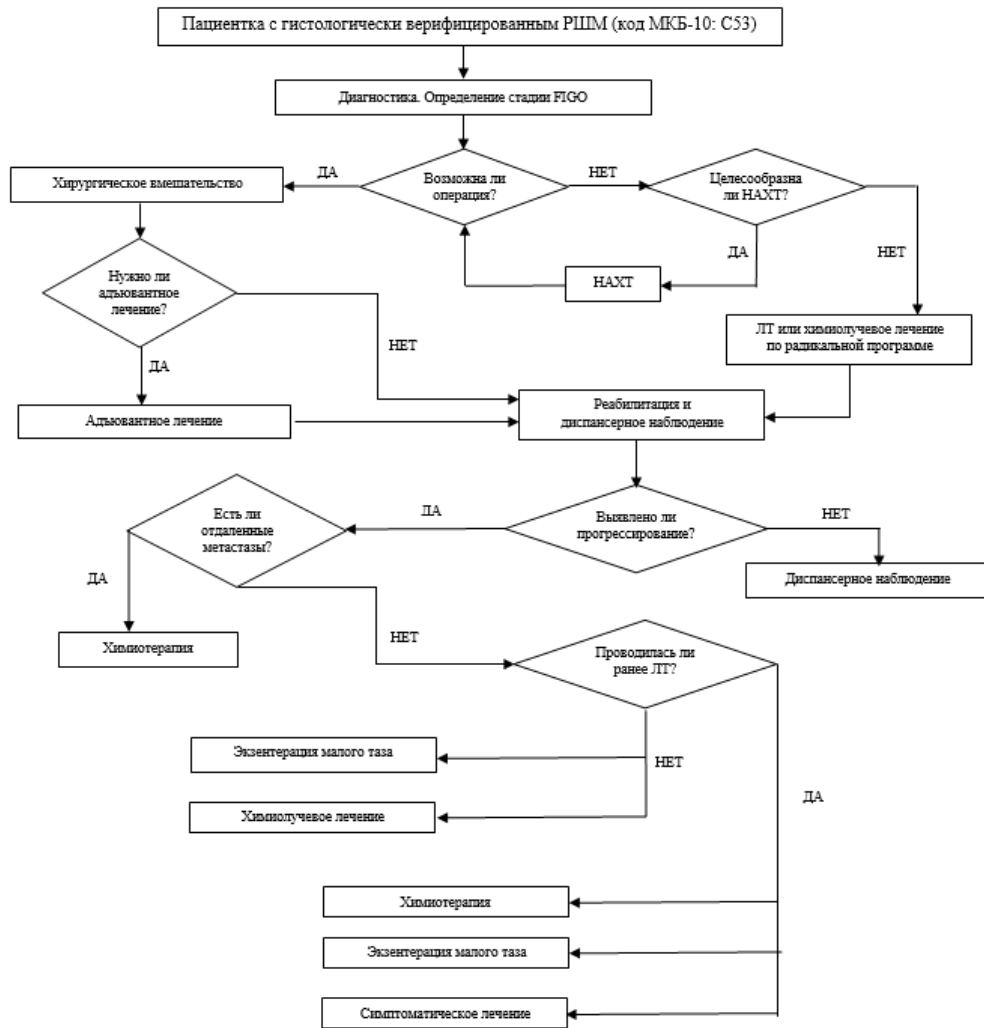 Пациентка с гистологически верифицированным РШМ (код МКБ-10: C53)
Диагностика. Определение стадии FIGO
Возможна ли
операция?
ДА
НЕТ
Хирургическое вмешательство
Целесообразна
ли НАХТ?
ДА
НЕТ
НАХТ
Нужно ли
адъювантное
лечение?
НЕТ
ДА
ЛТ или химиолучевое лечение
по радикальной программе
Адъювантное лечение
Реабилитация и
диспансерное наблюдение
Выявлено ли
прогрессирование?
ДА
НЕТ
Есть ли
отдаленные
метастазы?
Диспансерное наблюдение
ДА
НЕТ
Химиотерапия
Проводилась ли
ранее ЛТ?
НЕТ
ДА
Экзентерация малого таза
Химиолучевое лечение
Химиотерапия
Экзентерация малого таза
Симптоматическое лечение